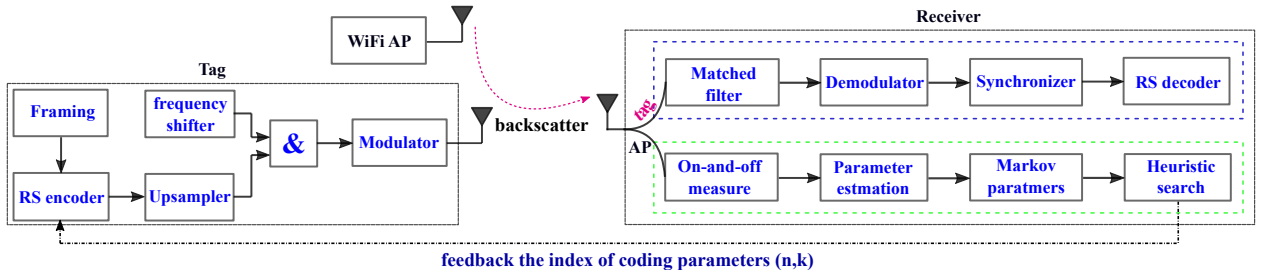 Receiver
WiFi AP
Tag
Framing
frequency
shifter
&
Modulator
RS encoder
Upsampler
backscatter
tag
AP
Matched
filter
Demodulator
Synchronizer
RS decoder
On-and-off
measure
Parameter
estmation
Markov
paratmers
Heuristic
search
feedback the index of coding parameters (n,k)